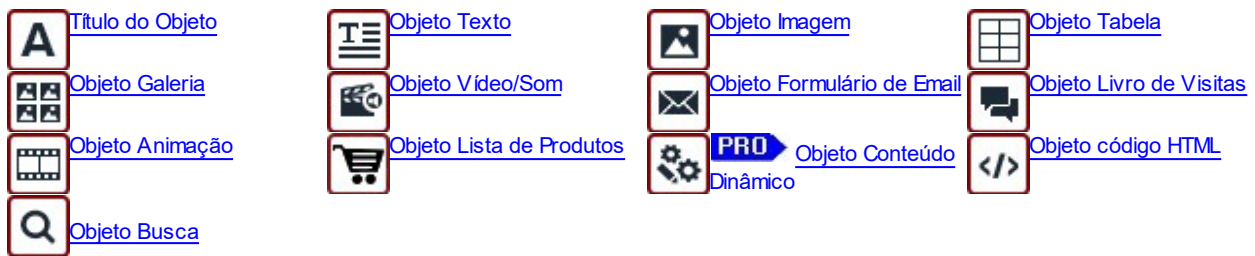 Título do Objeto Objeto Texto Objeto Imagem Objeto Tabela
Objeto Galeria Objeto Vídeo/Som Objeto Formulário de Email Objeto Livro de Visitas
Objeto Animação Objeto Lista de Produtos PRO Objeto Conteúdo Objeto código HTML
Dinâmico
Objeto Busca